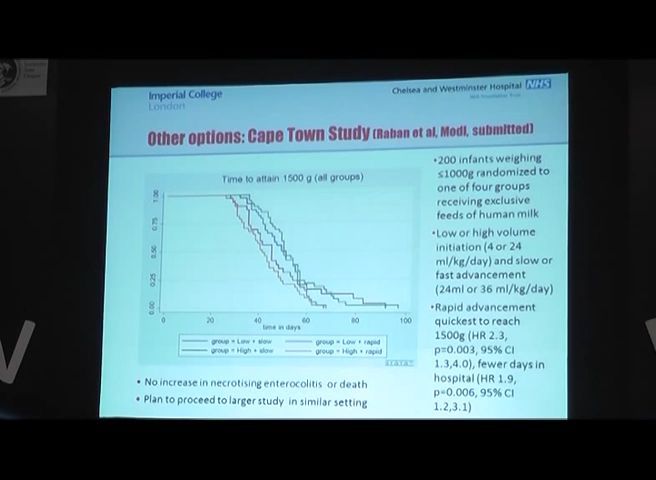 Imperial College
London
Chelsea and Westminster Hospital NHS
Other options: Cape Town Study (Raban et al, Modi, submitted)
Time to attain 1500 g (all groups)
1.00
0.75
0.50
0.25
0.00
0 20 40 60 80 100
time in days
group = Low + slow group = Low + rapid
group = High + slow group = High + rapid
• No increase in necrotising enterocolitis or death
• Plan to proceed to larger study in similar setting
•200 infants weighing
≤1000g randomized to
one of four groups
receiving exclusive
feeds of human milk
•Low or high volume
initiation (4 or 24
ml/kg/day) and slow or
fast advancement
(24ml or 36 ml/kg/day)
•Rapid advancement
quickest to reach
1500g (HR 2.3,
p=0.003, 95% CI
1.3,4.0), fewer days in
hospital (HR 1.9,
p=0.006, 95% CI
1.2,3.1)